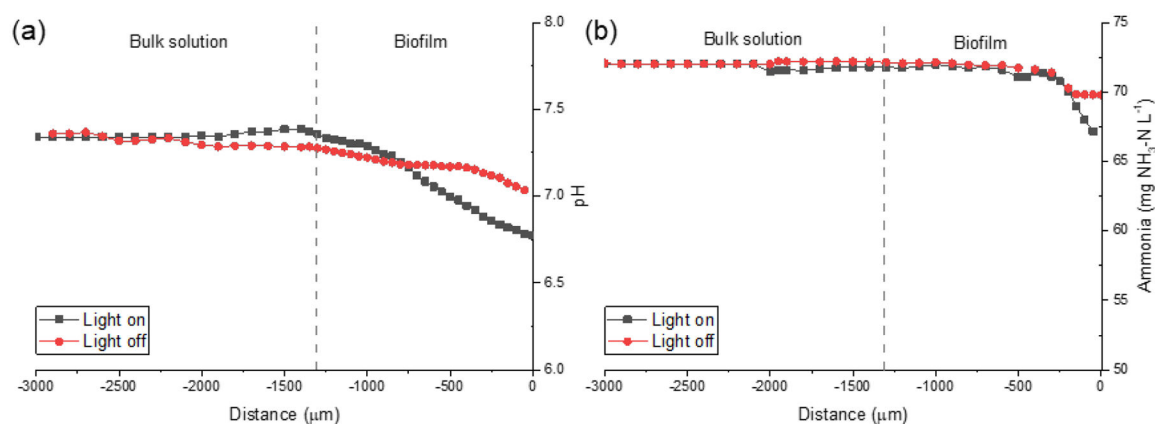 (a)
Bulk solution
Biofilm
8.0
7.5
7.0
6.5
6.0
pH
Light on
Light off
-3000
-2500
-2000
-1500
-1000
-500
0
Distance (μm)
(b)
Bulk solution
Biofilm
75
70
65
60
55
50
Ammonia (mg NH₃-N L⁻¹)
Light on
Light off
-3000
-2500
-2000
-1500
-1000
-500
0
Distance (μm)